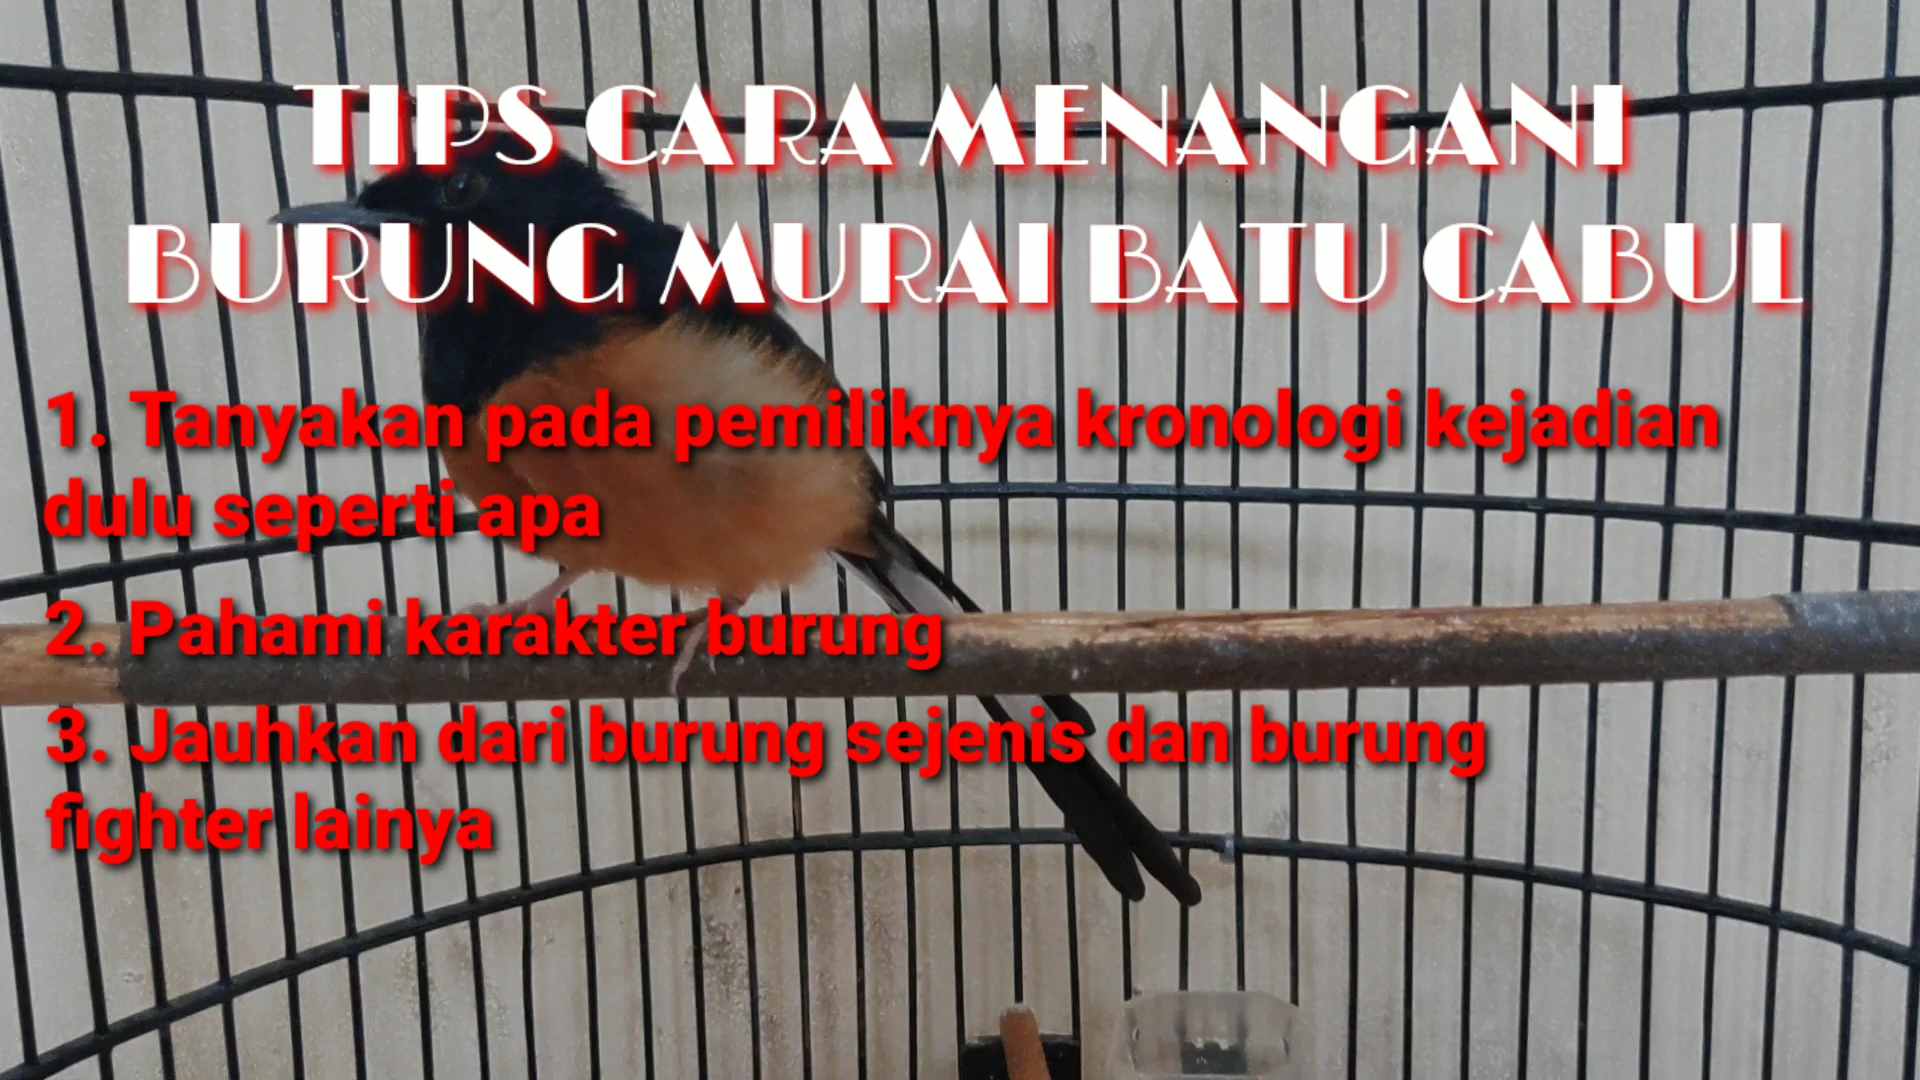 TIPS CARA MENANGANI
BURUNG MURAI BATU CABUL
1. Tanyakan pada pemiliknya kronologi kejadian
dulu seperti apa
2. Pahami karakter burung
3. Jauhkan dari burung sejenis dan burung
fighter lainya